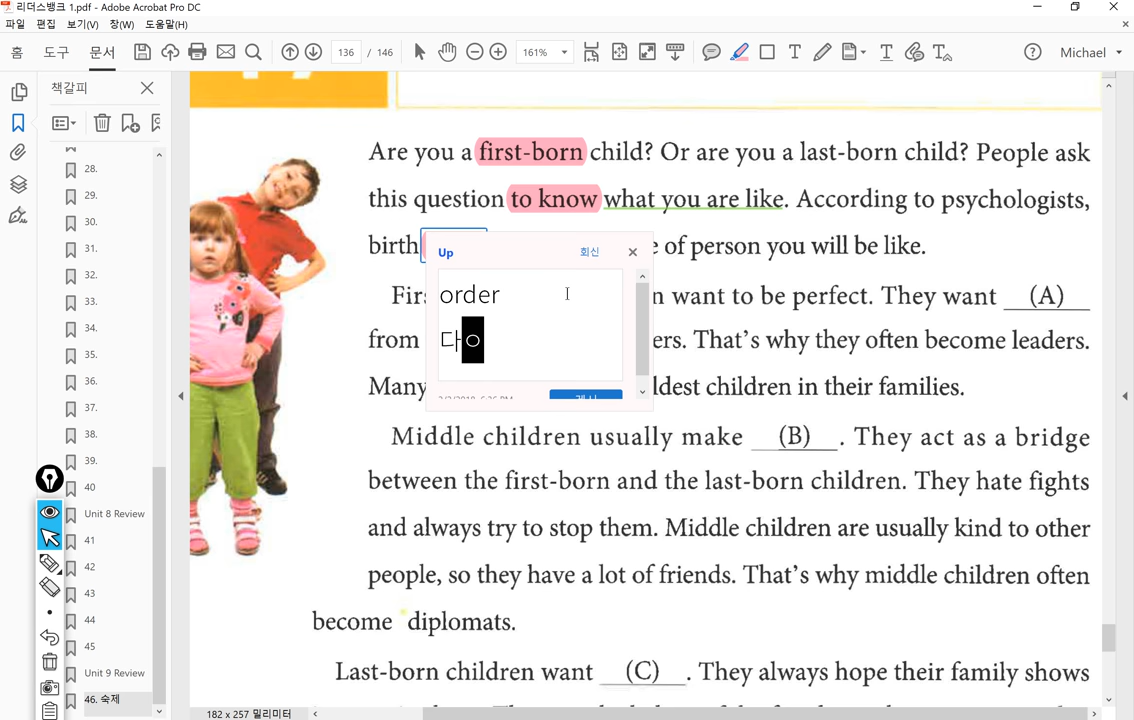 리더스뱅크 1.pdf - Adobe Acrobat Pro DC
파일 편집 보기(V) 창(W) 도움말(H)
홈 도구 문서 136 / 146 161% Michael
책갈피
28.
29.
30.
31.
32.
33.
34.
35.
36.
37.
38.
39.
40
Unit 8 Review
41
42
43
44
45
Unit 9 Review
46. 숙제
Are you a first-born child? Or are you a last-born child? People ask
this question to know what you are like. According to psychologists,
birth e of person you will be like.
Firs n want to be perfect. They want (A)
from ers. That's why they often become leaders.
Many ldest children in their families.
Up 회신
order
다ㅇ
게시
Middle children usually make (B) . They act as a bridge
between the first-born and the last-born children. They hate fights
and always try to stop them. Middle children are usually kind to other
people, so they have a lot of friends. That's why middle children often
become *diplomats.
Last-born children want (C) . They always hope their family shows
182 x 257 밀리미터